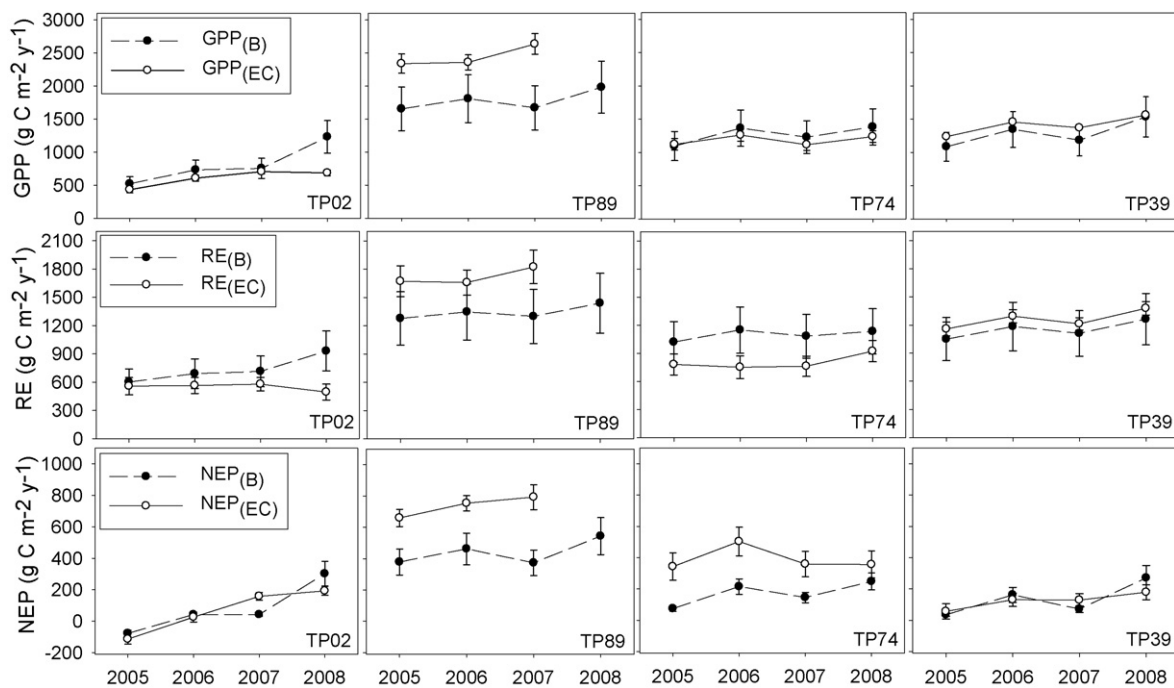 GPP (g C m-2 y-1)
3000
2500
2000
1500
1000
500
0
GPP(B)
GPP(EC)
TP02
TP89
TP74
TP39
RE (g C m-2 y-1)
2100
1800
1500
1200
900
600
300
0
RE(B)
RE(EC)
TP02
TP89
TP74
TP39
NEP (g C m-2 y-1)
1000
800
600
400
200
0
-200
NEP(B)
NEP(EC)
TP02
TP89
TP74
TP39
2005 2006 2007 2008 2005 2006 2007 2008 2005 2006 2007 2008 2005 2006 2007 2008